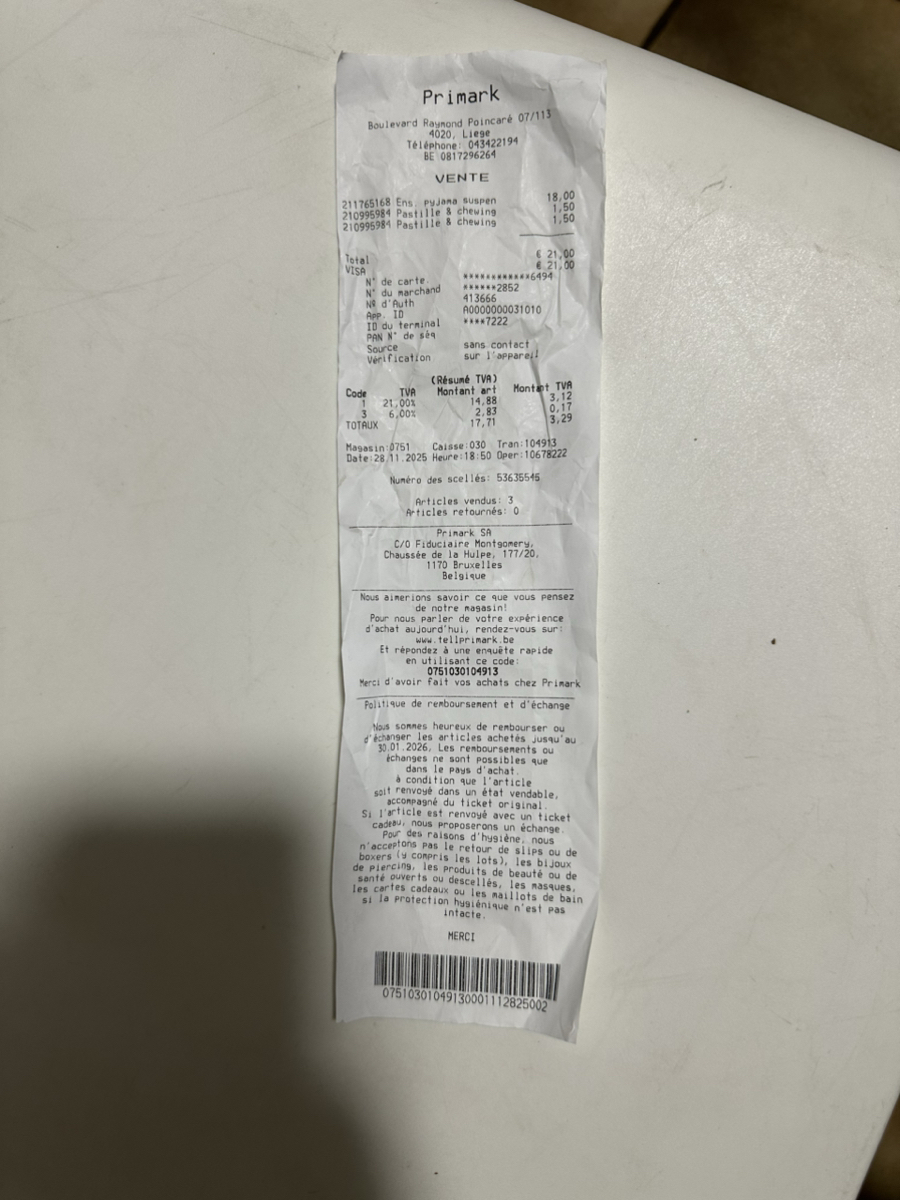 Primark
Boulevard Raymond Poincaré 07/113
4020, Liege
Téléphone: 043422194
BE 0817296264
VENTE
211765168 Ens. pyjama suspen 18,00
210995984 Pastille & chewing 1,50
210995984 Pastille & chewing 1,50
Total € 21,00
VISA € 21,00
N° de carte ************6494
N° du marchand ******2852
Nº d'Auth 413666
App. ID A0000000031010
ID du terminal ****7222
PAN N° de séq
Source sans contact
Vérification sur l'appareil
(Résumé TVA)
Code TVA Montant art Montant TVA
1 21,00% 14,88 3,12
3 6,00% 2,83 0,17
TOTAUX 17,71 3,29
Magasin:0751 Caisse:030 Tran:104913
Date:28.11.2025 Heure:18:50 Oper:10678222
Numéro des scellés: 53635545
Articles vendus: 3
Articles retournés: 0
Primark SA
C/O Fiduciaire Montgomery,
Chaussée de la Hulpe, 177/20,
1170 Bruxelles
Belgique
Nous aimerions savoir ce que vous pensez
de notre magasin!
Pour nous parler de votre expérience
d'achat aujourd'hui, rendez-vous sur:
www.tellprimark.be
Et répondez à une enquête rapide
en utilisant ce code:
0751030104913
Merci d'avoir fait vos achats chez Primark
Politique de remboursement et d'échange
Nous sommes heureux de rembourser ou
d'échanger les articles achetés jusqu'au
30.01.2026, Les remboursements ou
échanges ne sont possibles que
dans le pays d'achat.
à condition que l'article
soit renvoyé dans un état vendable,
accompagné du ticket original.
Si l'article est renvoyé avec un ticket
cadeau, nous proposerons un échange.
Pour des raisons d'hygiène, nous
n'acceptons pas le retour de slips ou de
boxers (y compris les lots), les bijoux
de piercing, les produits de beauté ou de
santé ouverts ou descellés, les masques,
les cartes cadeaux ou les maillots de bain
si la protection hygiénique n'est pas
intacte.
MERCI
07510301049130001112825002